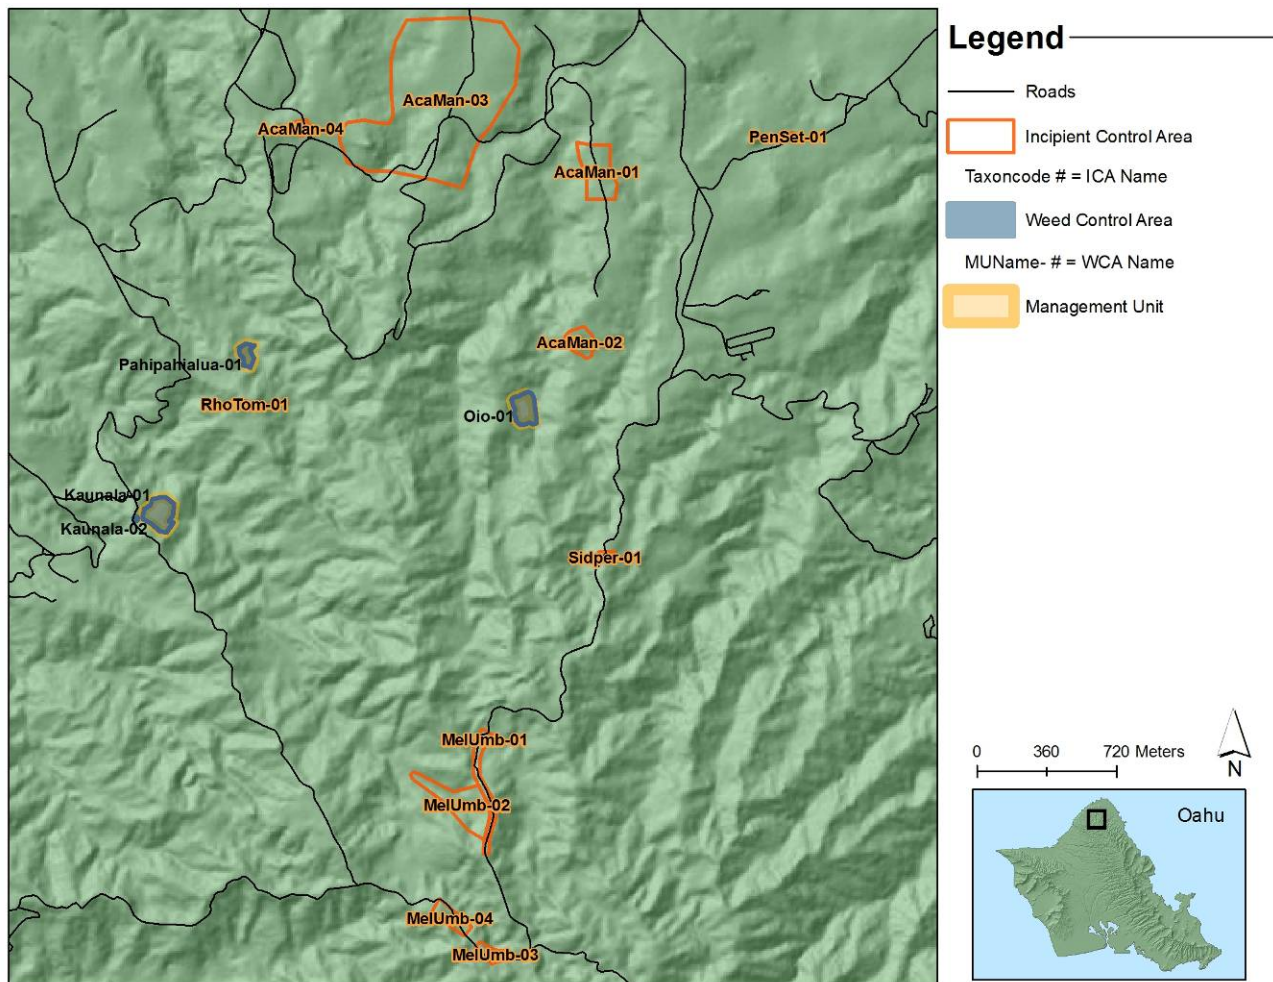 AcaMan-03
AcaMan-04
PenSet-01
AcaMan-01
AcaMan-02
Pahipahialua-01
RhoTom-01
Oio-01
Kaunala-01
Kaunala-02
Sidper-01
MelUmb-01
MelUmb-02
MelUmb-04
MelUmb-03
Legend
Roads
Incipient Control Area
Taxoncode # = ICA Name
Weed Control Area
MUName- # = WCA Name
Management Unit
0 360 720 Meters
N
Oahu